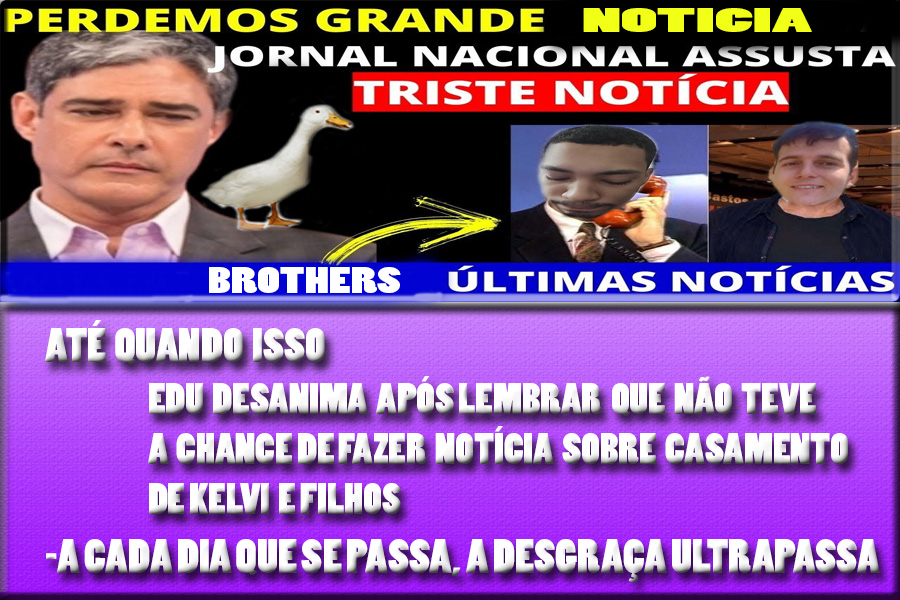 PERDEMOS GRANDE NOTICIA
JORNAL NACIONAL ASSUSTA
TRISTE NOTÍCIA
BROTHERS ÚLTIMAS NOTÍCIAS
ATÉ QUANDO ISSO
EDU DESANIMA APÓS LEMBRAR QUE NÃO TEVE
A CHANCE DE FAZER NOTÍCIA SOBRE CASAMENTO
DE KELVI E FILHOS
-A CADA DIA QUE SE PASSA, A DESGRAÇA ULTRAPASSA